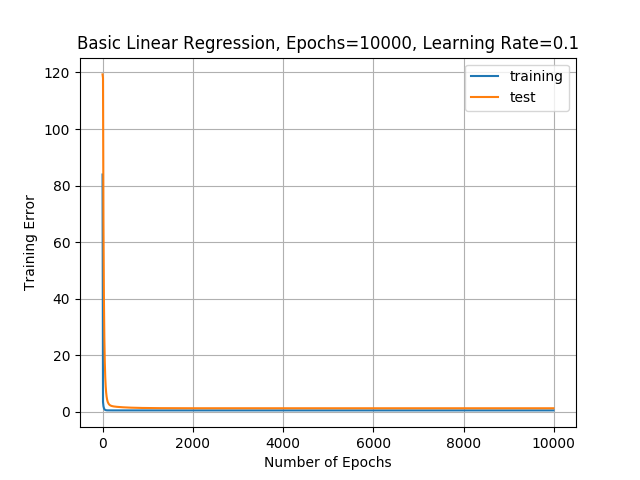 Basic Linear Regression, Epochs=10000, Learning Rate=0.1
training
test
120
100
80
60
40
20
0
Training Error
0 2000 4000 6000 8000 10000
Number of Epochs